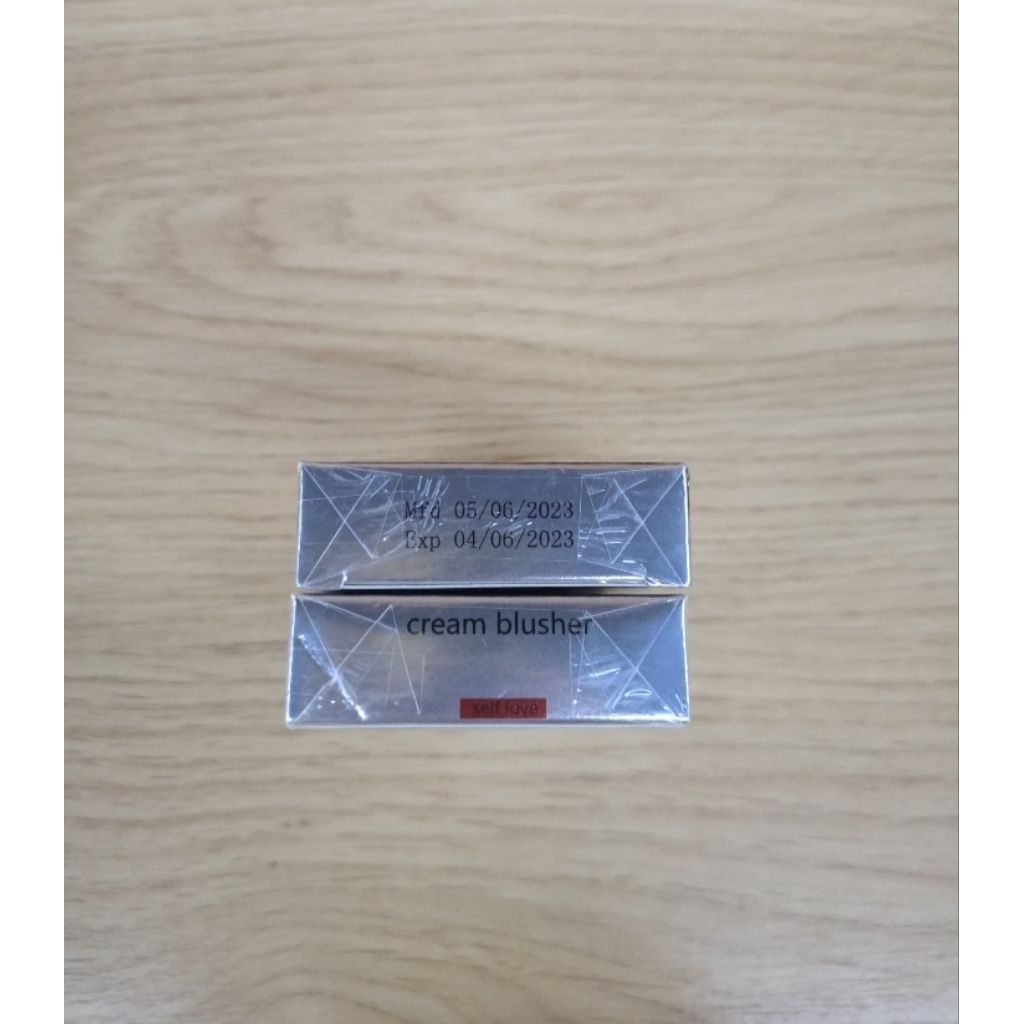 Mfd 05/06/2023
Exp 04/06/2023
cream blusher
self love